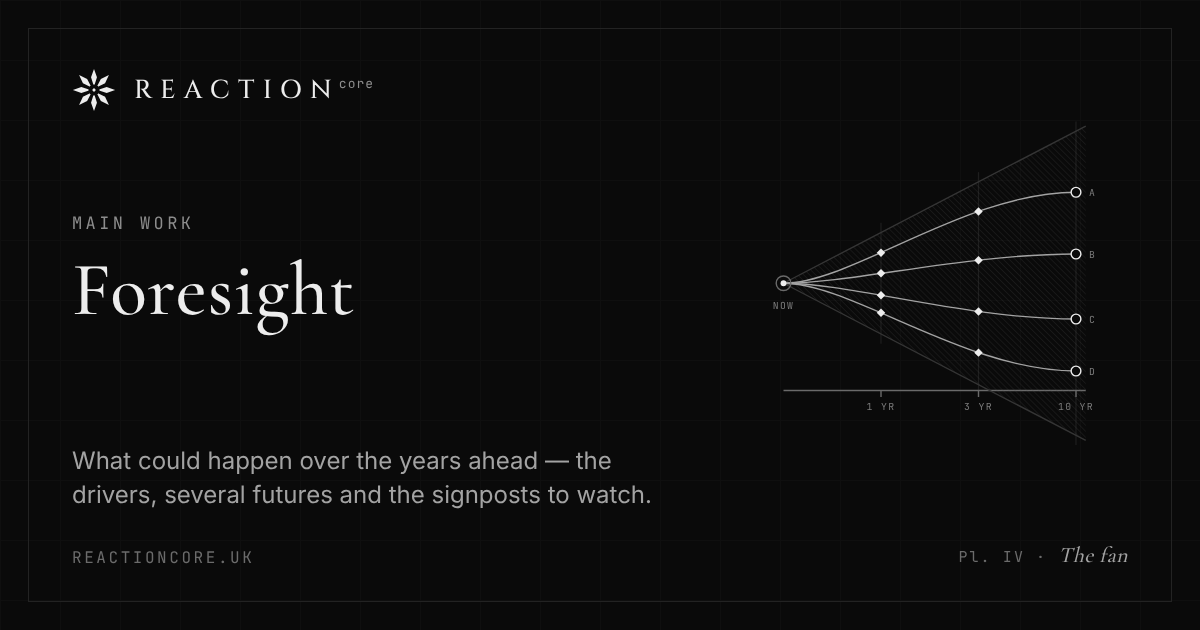 REACTION core
MAIN WORK
Foresight
What could happen over the years ahead — the
drivers, several futures and the signposts to watch.
REACTIONCORE.UK
A
B
NOW
C
D
1 YR 3 YR 10 YR
Pl. IV · The fan